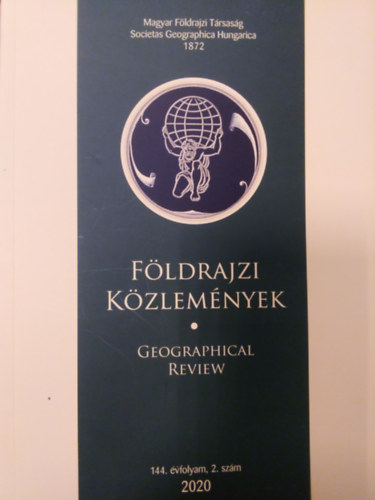 Magyar Földrajzi Társaság
Societas Geographica Hungarica
1872
FÖLDRAJZI
KÖZLEMÉNYEK
•
GEOGRAPHICAL
REVIEW
144. évfolyam, 2. szám
2020